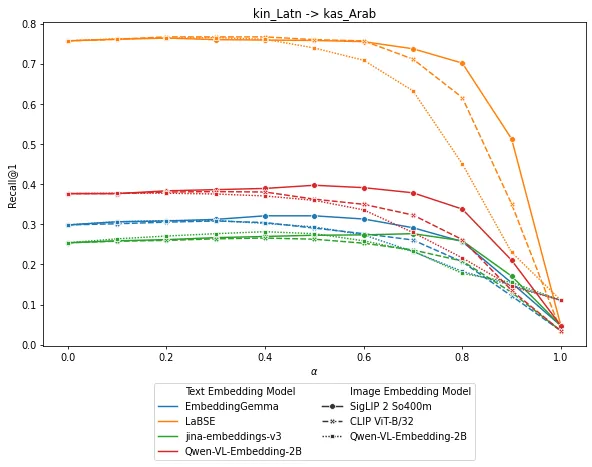 kin_Latn -> kas_Arab
Recall@1
0.8
0.7
0.6
0.5
0.4
0.3
0.2
0.1
0.0
0.0 0.2 0.4 0.6 0.8 1.0
α
Text Embedding Model Image Embedding Model
EmbeddingGemma SigLIP 2 So400m
LaBSE CLIP ViT-B/32
jina-embeddings-v3 Qwen-VL-Embedding-2B
Qwen-VL-Embedding-2B